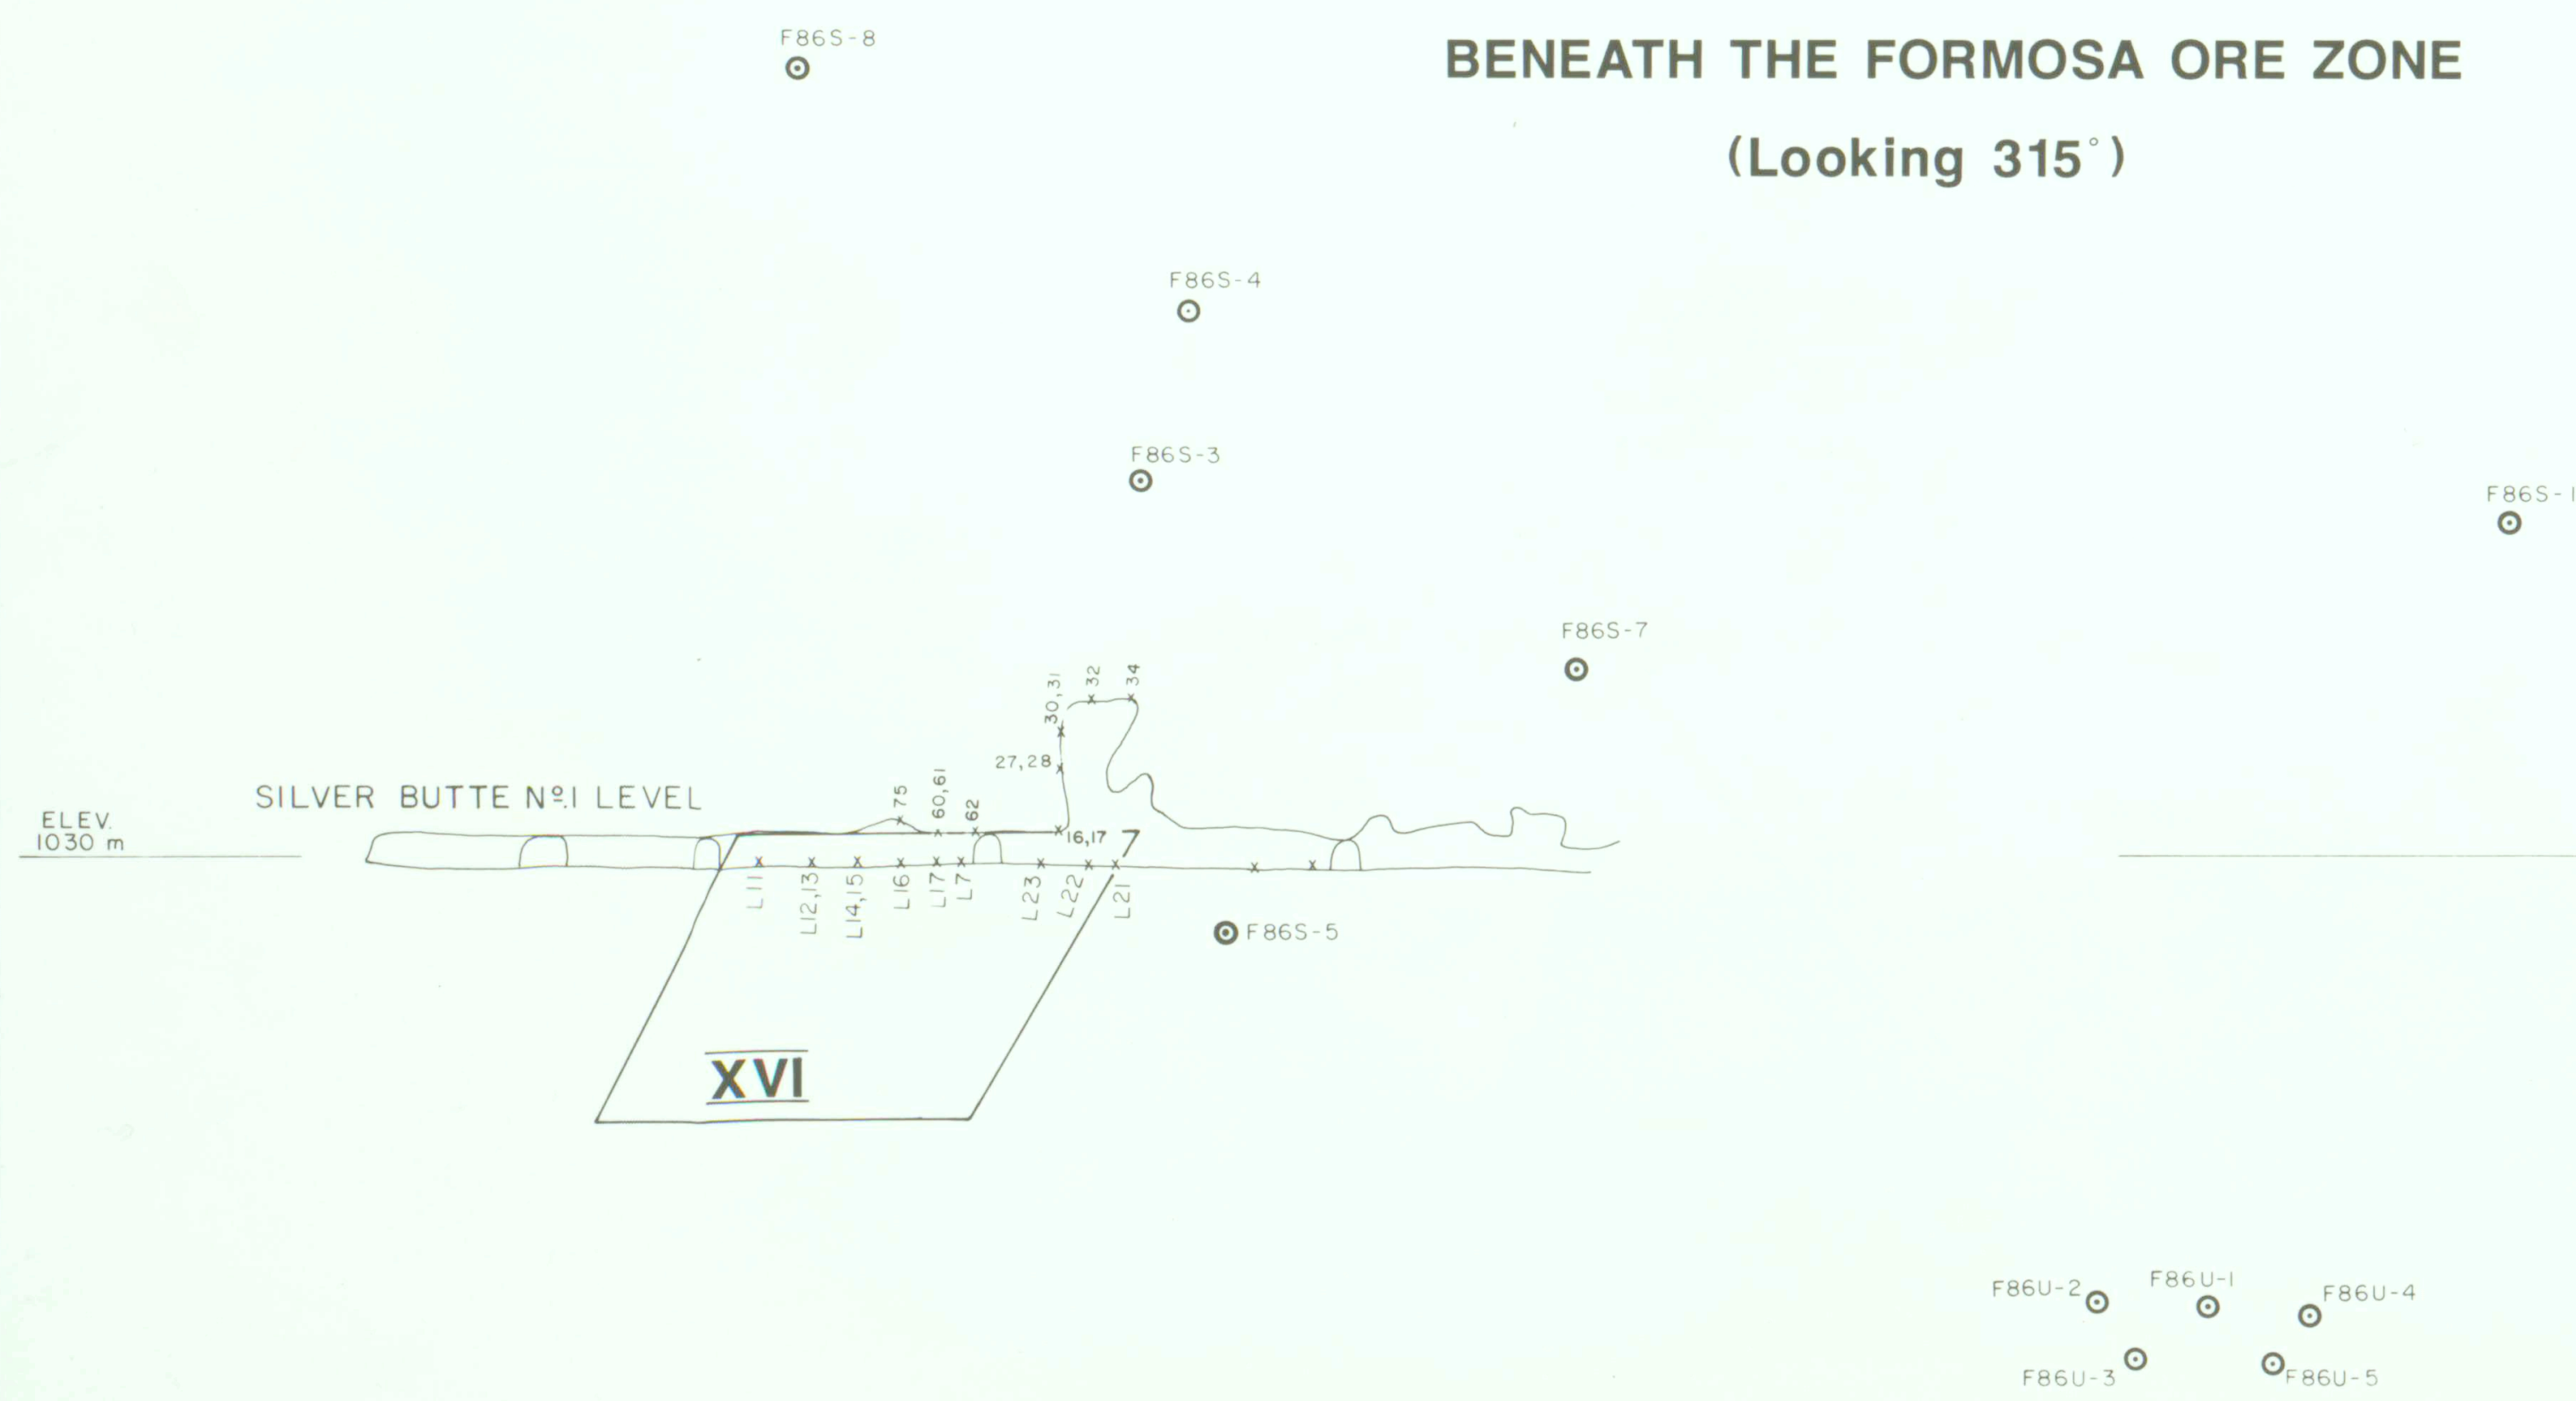 F86S-8
BENEATH THE FORMOSA ORE ZONE
(Looking 315°)
F86S-4
F86S-3
F86S-1
F86S-7
30,31
32
34
27,28
SILVER BUTTE Nº.1 LEVEL
75
60,61
62
16,17
7
ELEV.
1030 m
L11
L12,13
L14,15
L16
L17
L7
L23
L22
L21
F86S-5
XVI
F86U-2
F86U-1
F86U-4
F86U-3
F86U-5